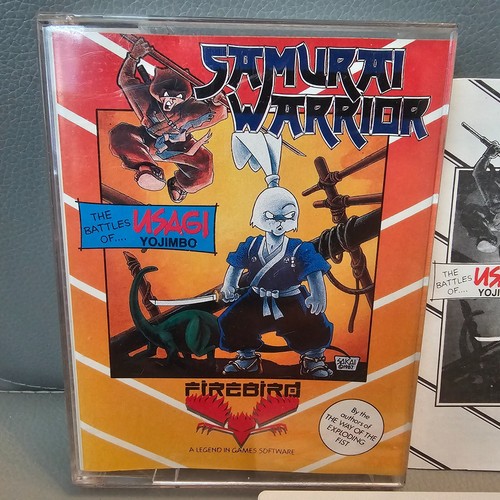 SAMURAI
WARRIOR
THE
BATTLES
OF....
USAGI
YOJIMBO
SAKAI
©1987
FIREBIRD
A LEGEND IN GAMES SOFTWARE
By the
authors of
THE WAY OF THE
EXPLODING
FIST
THE
BATTLES
OF....